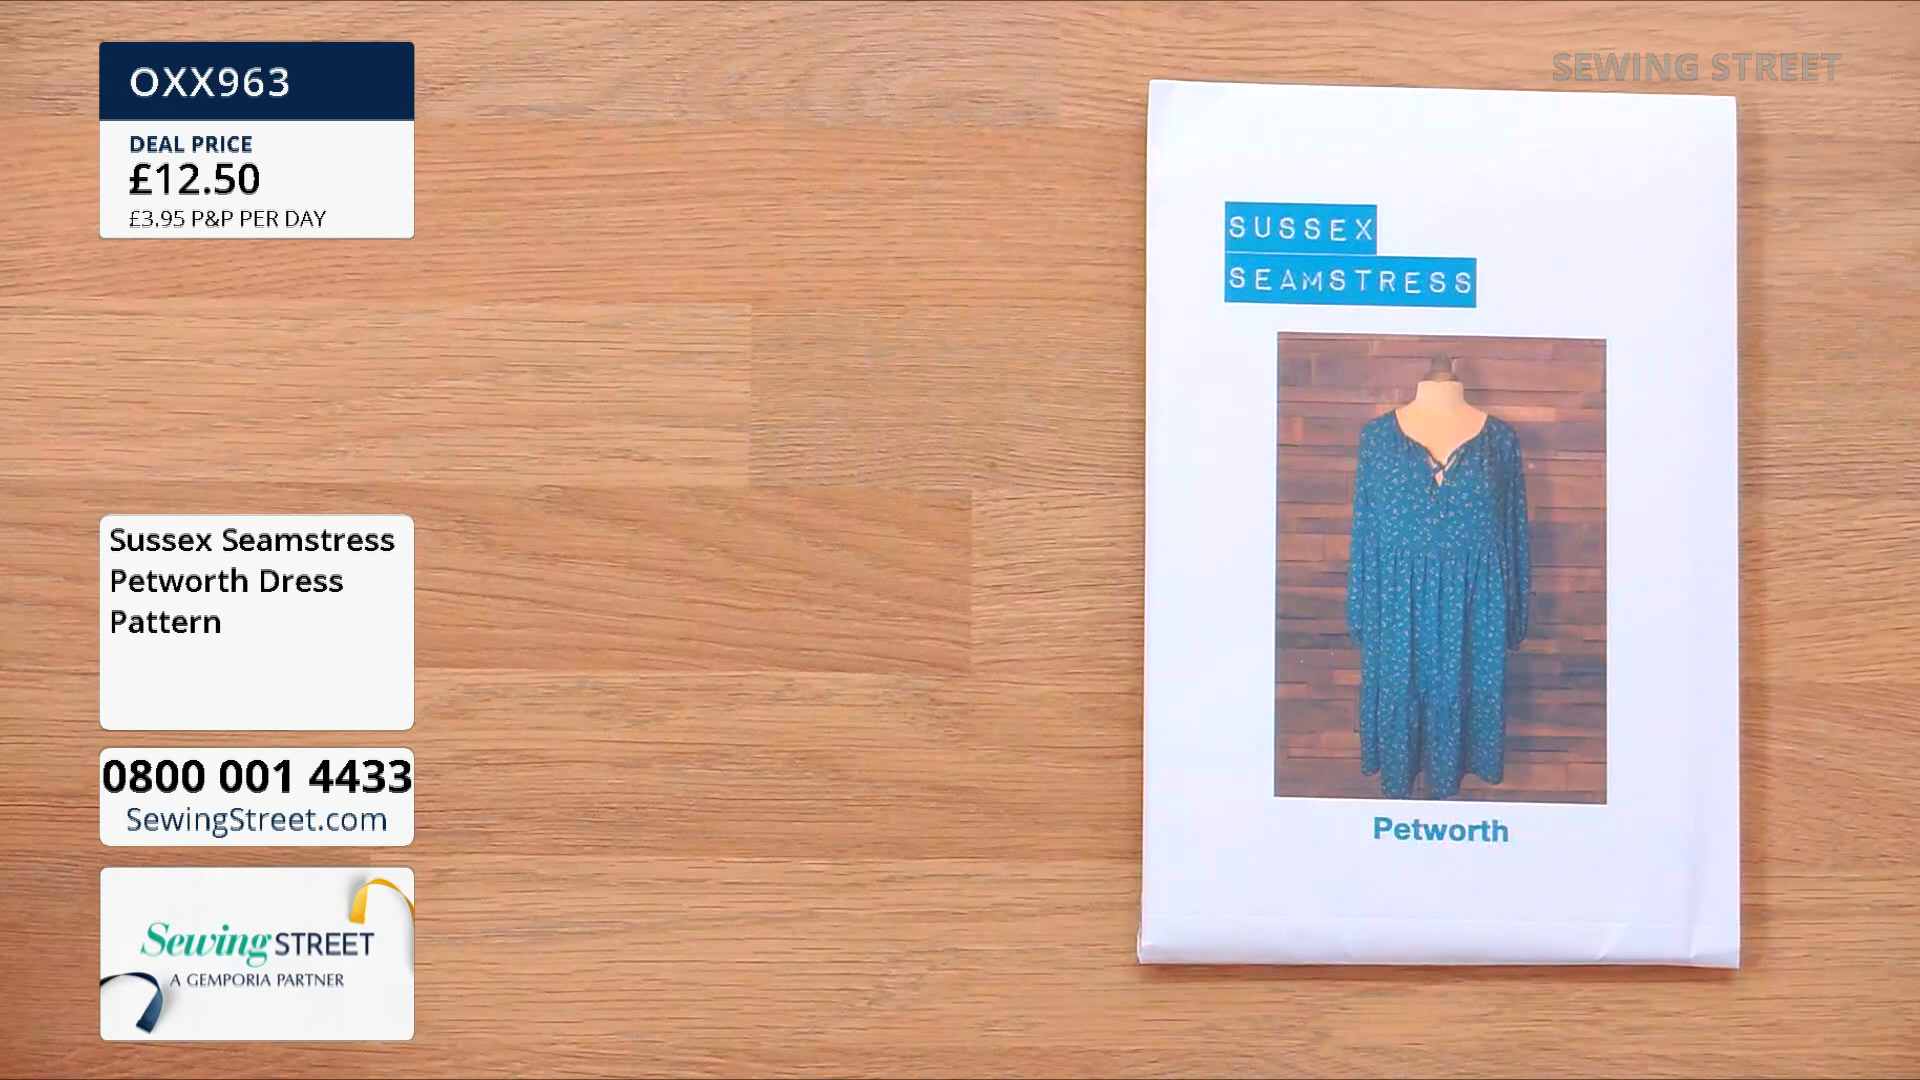 OXX963
DEAL PRICE
£12.50
£3.95 P&P PER DAY
Sussex Seamstress
Petworth Dress
Pattern
0800 001 4433
SewingStreet.com
Sewing STREET
A GEMPORIA PARTNER
SEWING STREET
SUSSEX
SEAMSTRESS
Petworth